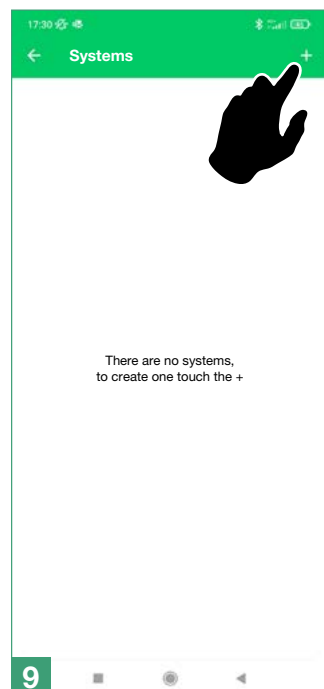 17:30
Systems
+
There are no systems,
to create one touch the +
9